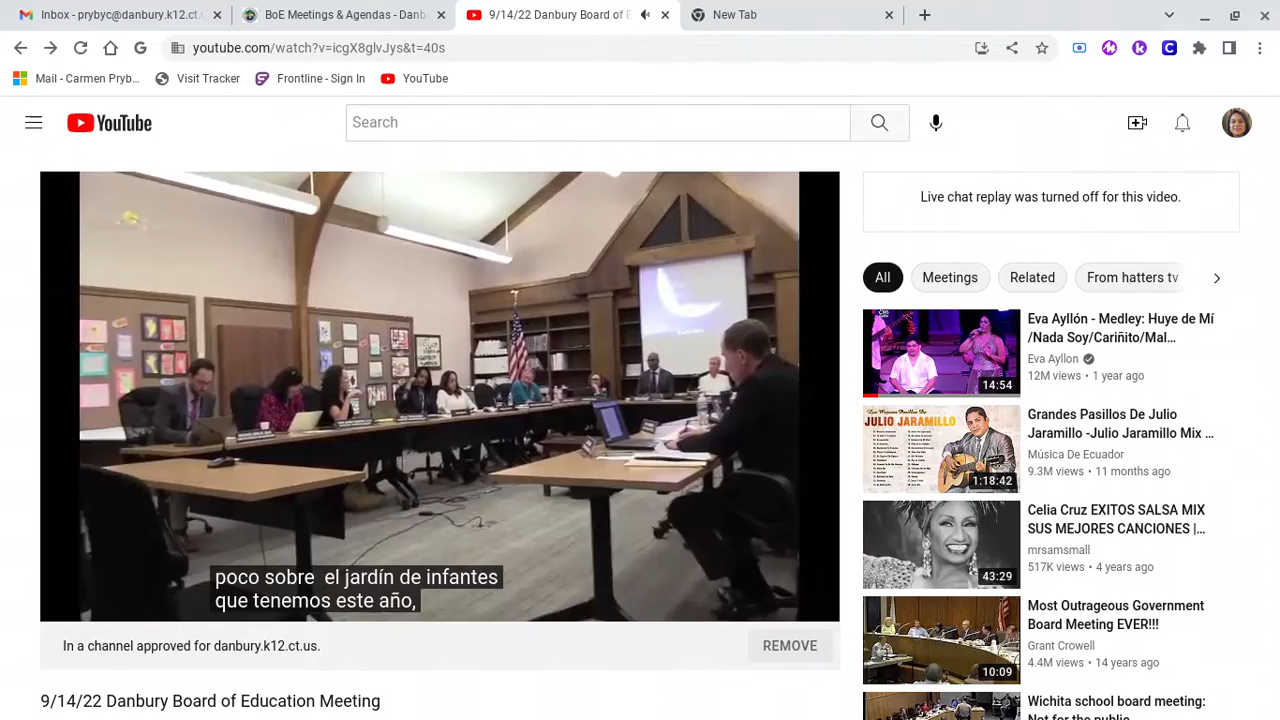 Inbox - prybyc@danbury.k12.ct.u
BoE Meetings & Agendas - Danb
9/14/22 Danbury Board of E
New Tab
youtube.com/watch?v=icgX8glvJys&t=40s
Mail - Carmen Pryb...
Visit Tracker
Frontline - Sign In
YouTube
YouTube
Search
poco sobre el jardín de infantes
que tenemos este año,
In a channel approved for danbury.k12.ct.us.
REMOVE
9/14/22 Danbury Board of Education Meeting
Live chat replay was turned off for this video.
All
Meetings
Related
From hatters tv
Eva Ayllón - Medley: Huye de Mí
/Nada Soy/Cariñito/Mal...
Eva Ayllon
12M views • 1 year ago
14:54
JULIO JARAMILLO
1:18:42
Grandes Pasillos De Julio
Jaramillo -Julio Jaramillo Mix ...
Música De Ecuador
9.3M views • 11 months ago
43:29
Celia Cruz EXITOS SALSA MIX
SUS MEJORES CANCIONES |...
mrsamsmall
517K views • 4 years ago
10:09
Most Outrageous Government
Board Meeting EVER!!!
Grant Crowell
4.4M views • 14 years ago
Wichita school board meeting:
Not for the public